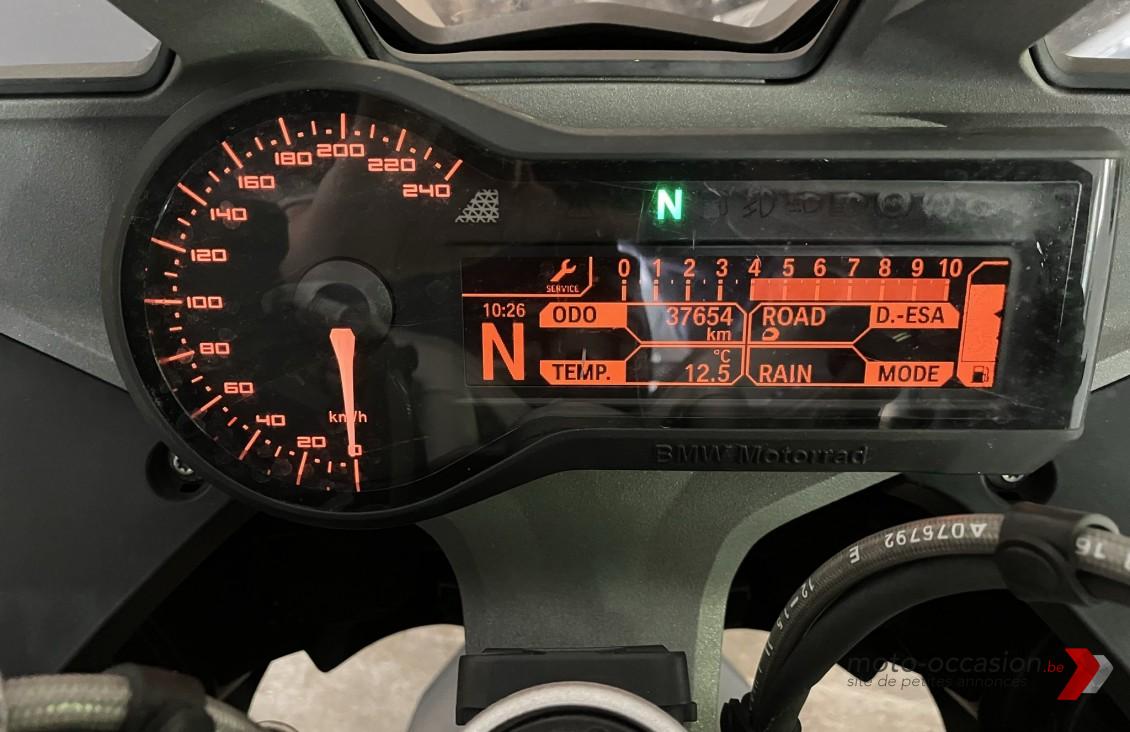 180 200 220
160 240
140
120
100
80
60
40
20
0
km/h
N
SERVICE
0 1 2 3 4 5 6 7 8 9 10
10:26
N
ODO 37654 km
ROAD D.-ESA
TEMP. °C 12.5
RAIN MODE
BMW Motorrad
A076792 E
16
moto-occasion.be
site de petites annonces